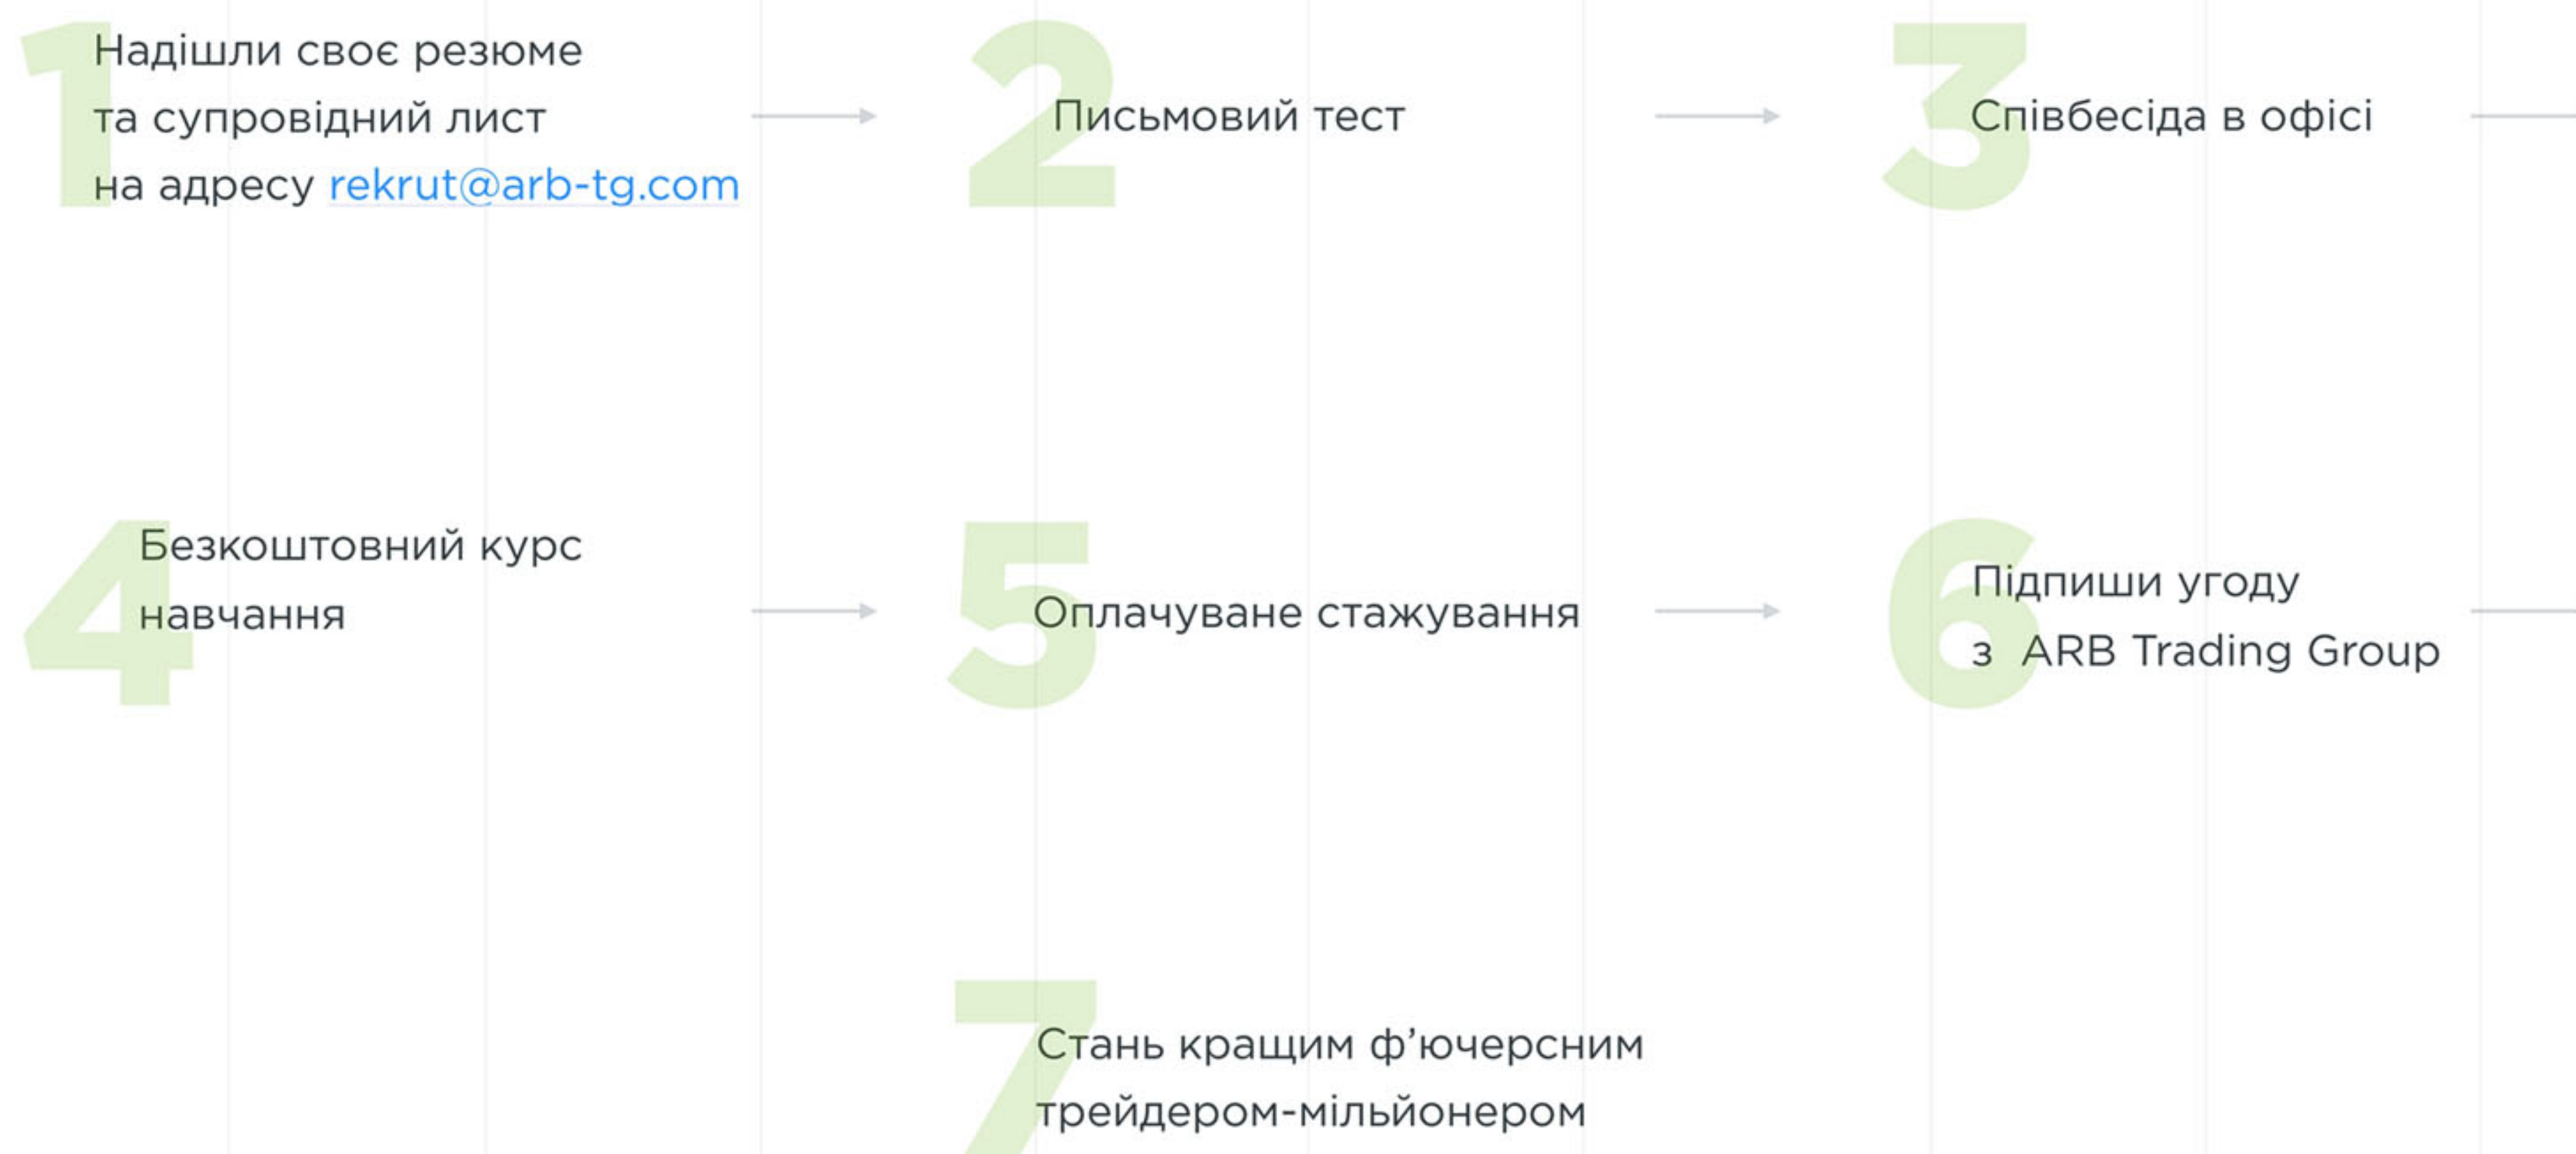 1
Надішли своє резюме
та супровідний лист
на адресу rekrut@arb-tg.com
2
Письмовий тест
3
Співбесіда в офісі
4
Безкоштовний курс
навчання
5
Оплачуване стажування
6
Підпиши угоду
з ARB Trading Group
7
Стань кращим ф’ючерсним
трейдером-мільйонером